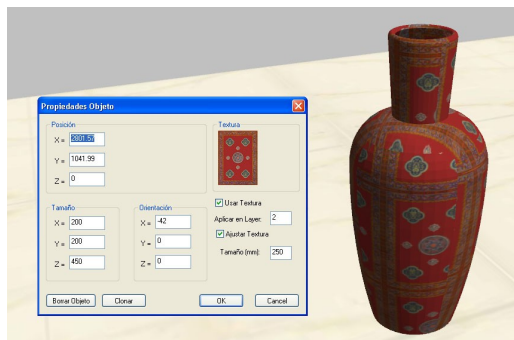 Propiedades Objeto
Posición
X = 2801.57
Y = 1041.99
Z = 0
Textura
Tamaño
X = 200
Y = 200
Z = 450
Orientación
X = -42
Y = 0
Z = 0
Usar Textura
Aplicar en Layer: 2
Ajustar Textura
Tamaño (mm): 250
Borrar Objeto
Clonar
OK
Cancel